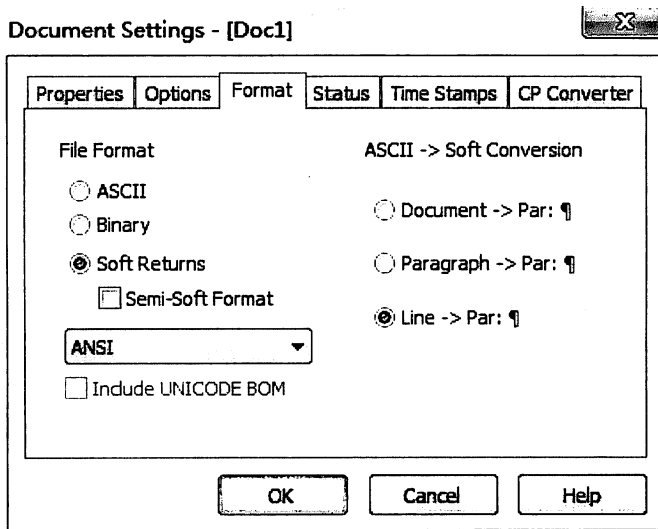 Document Settings - [Doc1]
Properties Options Format Status Time Stamps CP Converter
File Format
ASCII
Binary
Soft Returns
Semi-Soft Format
ANSI
Include UNICODE BOM
ASCII -> Soft Conversion
Document -> Par: ¶
Paragraph -> Par: ¶
Line -> Par: ¶
OK Cancel Help